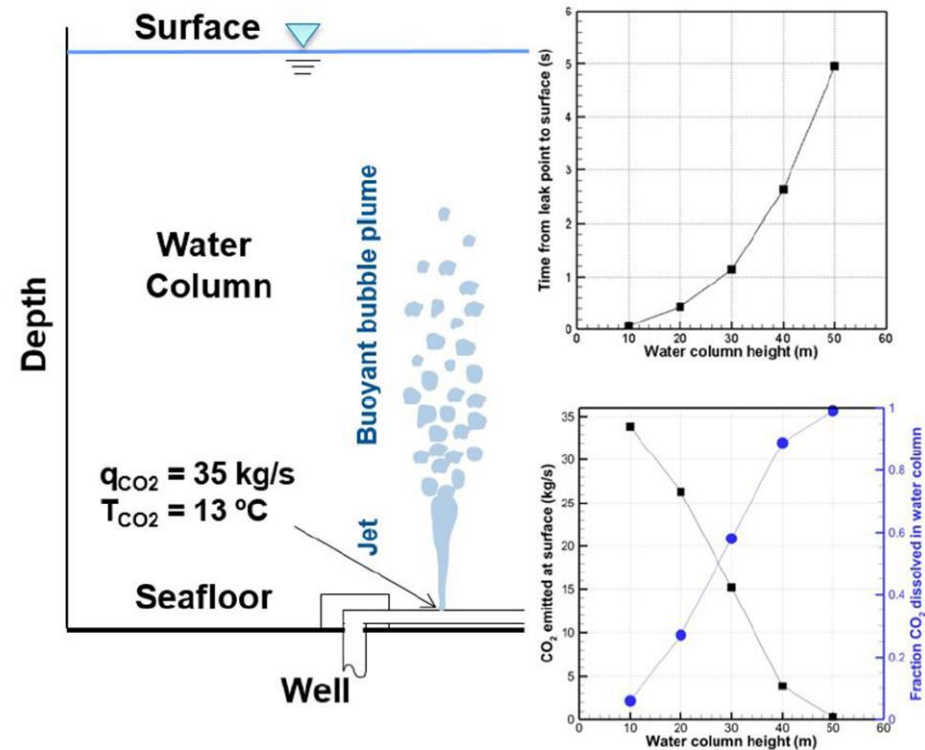 Surface
Depth
Water
Column
Buoyant bubble plume
Jet
q_CO2 = 35 kg/s
T_CO2 = 13 ºC
Seafloor
Well
Time from leak point to surface (s)
6
5
4
3
2
1
0
0 10 20 30 40 50 60
Water column height (m)
CO2 emitted at surface (kg/s)
35
30
25
20
15
10
5
0
0 10 20 30 40 50 60
Water column height (m)
1
0.8
0.6
0.4
0.2
0
Fraction CO2 dissolved in water column